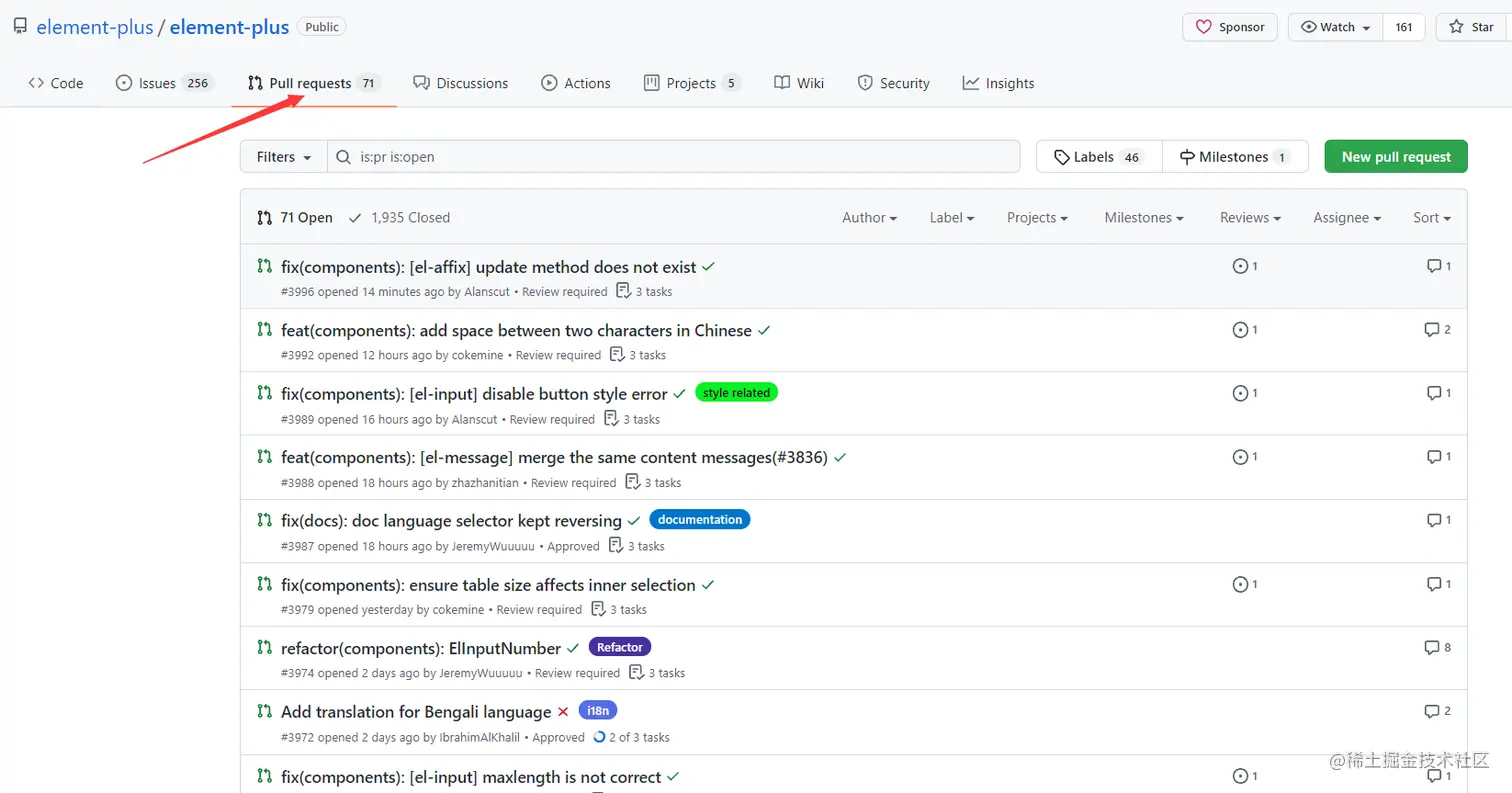 element-plus / element-plus Public Sponsor Watch 161 Star
Code Issues 256 Pull requests 71 Discussions Actions Projects 5 Wiki Security Insights
Filters is:pr is:open Labels 46 Milestones 1 New pull request
71 Open 1,935 Closed Author Label Projects Milestones Reviews Assignee Sort
fix(components): [el-affix] update method does not exist 1 1
#3996 opened 14 minutes ago by Alanscut • Review required 3 tasks
feat(components): add space between two characters in Chinese 1 2
#3992 opened 12 hours ago by cokemine • Review required 3 tasks
fix(components): [el-input] disable button style error style related 1 1
#3989 opened 16 hours ago by Alanscut • Review required 3 tasks
feat(components): [el-message] merge the same content messages(#3836) 1 1
#3988 opened 18 hours ago by zhazhanitian • Review required 3 tasks
fix(docs): doc language selector kept reversing documentation 1
#3987 opened 18 hours ago by JeremyWuuuuu • Approved 3 tasks
fix(components): ensure table size affects inner selection 1 1
#3979 opened yesterday by cokemine • Review required 3 tasks
refactor(components): ElInputNumber Refactor 8
#3974 opened 2 days ago by JeremyWuuuuu • Review required 3 tasks
Add translation for Bengali language i18n 2
#3972 opened 2 days ago by IbrahimAlKhalil • Approved 2 of 3 tasks
fix(components): [el-input] maxlength is not correct 1 1
@稀土掘金技术社区